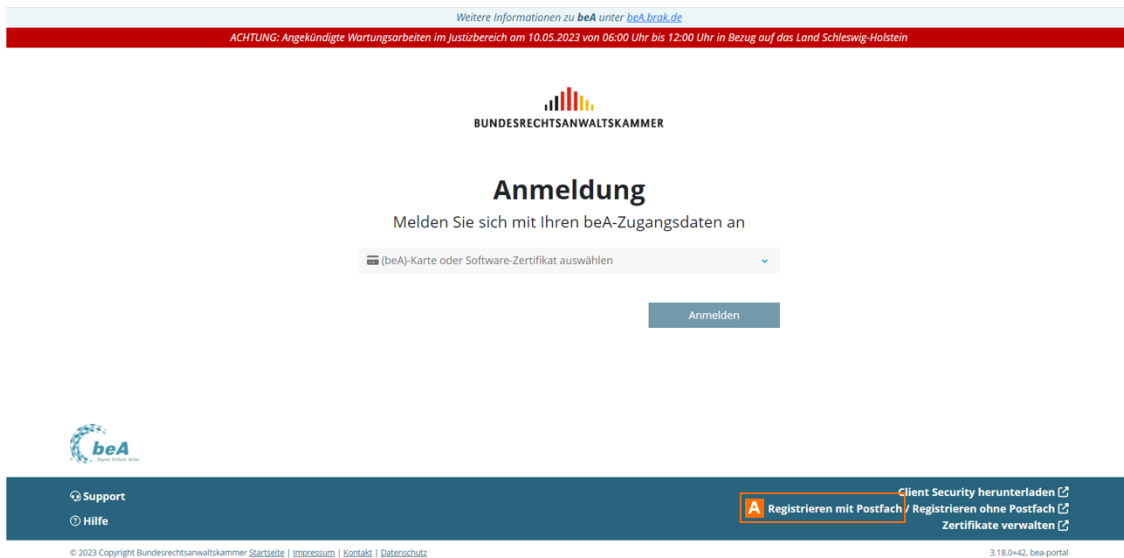 Weitere Informationen zu beA unter beA.brak.de
ACHTUNG: Angekündigte Wartungsarbeiten im Justizbereich am 10.05.2023 von 06:00 Uhr bis 12:00 Uhr in Bezug auf das Land Schleswig-Holstein
BUNDESRECHTSANWALTSKAMMER
Anmeldung
Melden Sie sich mit Ihren beA-Zugangsdaten an
(beA)-Karte oder Software-Zertifikat auswählen
Anmelden
beA
Digital. Einfach. Sicher.
Support
Hilfe
Client Security herunterladen
A Registrieren mit Postfach / Registrieren ohne Postfach
Zertifikate verwalten
© 2023 Copyright Bundesrechtsanwaltskammer Startseite | Impressum | Kontakt | Datenschutz
3.18.0+42, bea-portal